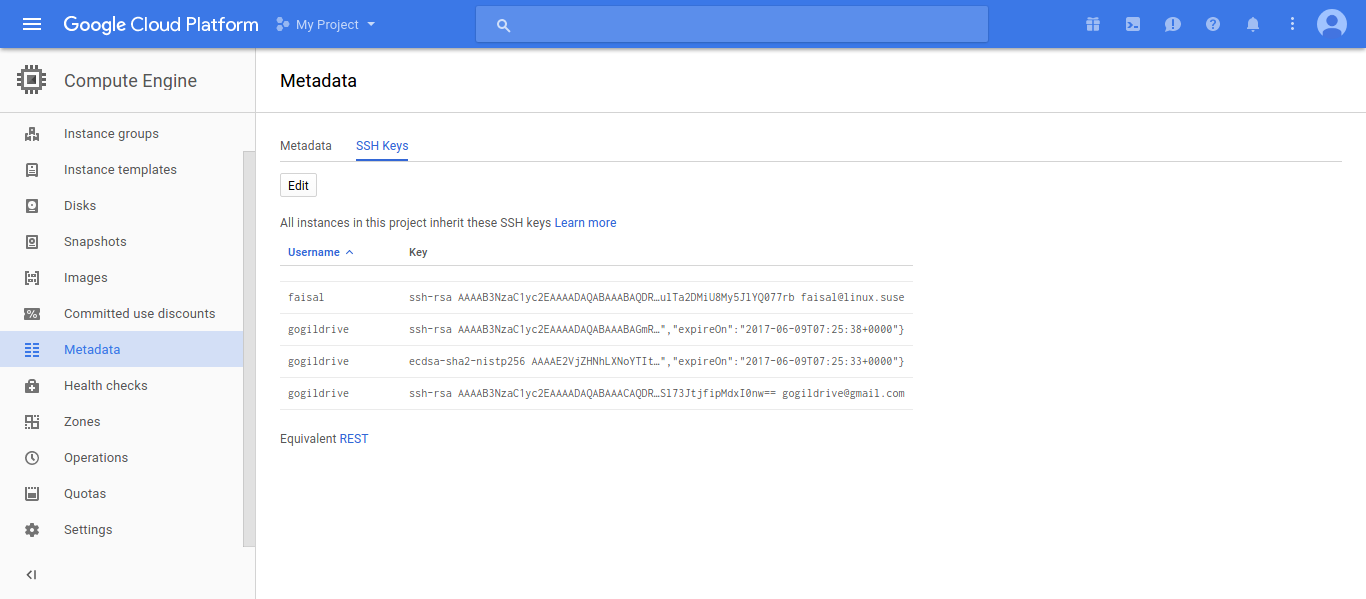 Google Cloud Platform My Project
Compute Engine
Instance groups
Instance templates
Disks
Snapshots
Images
Committed use discounts
Metadata
Health checks
Zones
Operations
Quotas
Settings
Metadata
Metadata SSH Keys
Edit
All instances in this project inherit these SSH keys Learn more
Username Key
faisal ssh-rsa AAAAB3NzaC1yc2EAAAADAQABAAABAQDR…ulTa2DMiU8My5JlYQ077rb faisal@linux.suse
gogildrive ssh-rsa AAAAB3NzaC1yc2EAAAADAQABAAABAGmR…","expireOn":"2017-06-09T07:25:38+0000"}
gogildrive ecdsa-sha2-nistp256 AAAAE2VjZHNhLXNoYTIt…","expireOn":"2017-06-09T07:25:33+0000"}
gogildrive ssh-rsa AAAAB3NzaC1yc2EAAAADAQABAAACAQDR…Sl73JtjfipMdxI0nw== gogildrive@gmail.com
Equivalent REST